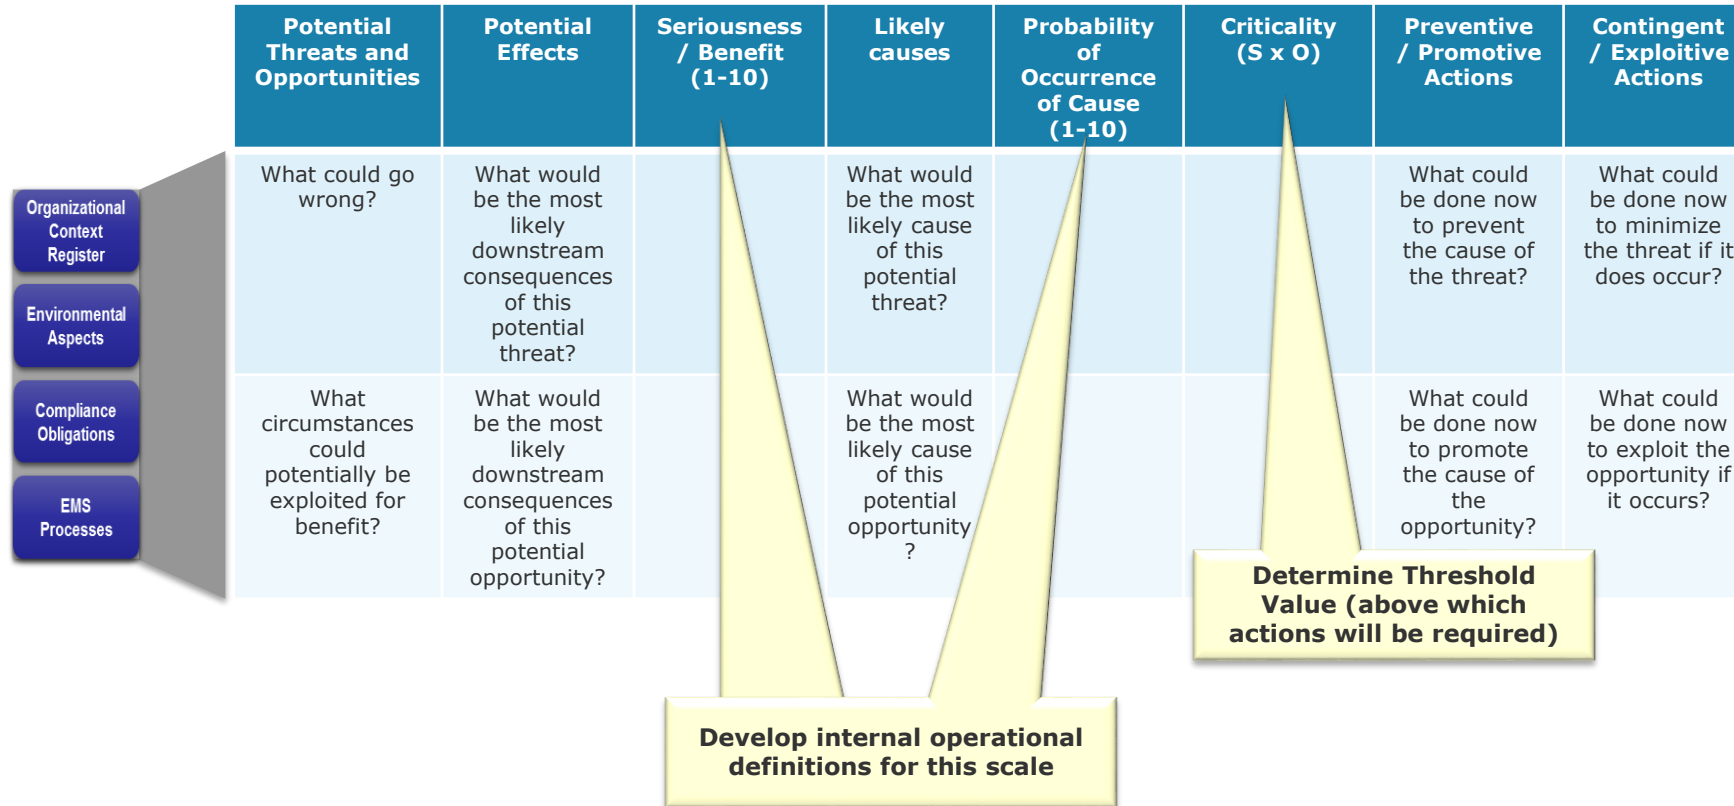 Potential
Threats and
Opportunities
Potential
Effects
Seriousness
/ Benefit
(1-10)
Likely
causes
Probability
of
Occurrence
of Cause
(1-10)
Criticality
(S x O)
Preventive
/ Promotive
Actions
Contingent
/ Exploitive
Actions
Organizational
Context
Register
Environmental
Aspects
Compliance
Obligations
EMS
Processes
What could go
wrong?
What would
be the most
likely
downstream
consequences
of this
potential
threat?
What would
be the most
likely cause
of this
potential
threat?
What could
be done now
to prevent
the cause of
the threat?
What could
be done now
to minimize
the threat if it
does occur?
What
circumstances
could
potentially be
exploited for
benefit?
What would
be the most
likely
downstream
consequences
of this
potential
opportunity?
What would
be the most
likely cause
of this
potential
opportunity
?
What could
be done now
to promote
the cause of
the
opportunity?
What could
be done now
to exploit the
opportunity if
it occurs?
Determine Threshold
Value (above which
actions will be required)
Develop internal operational
definitions for this scale